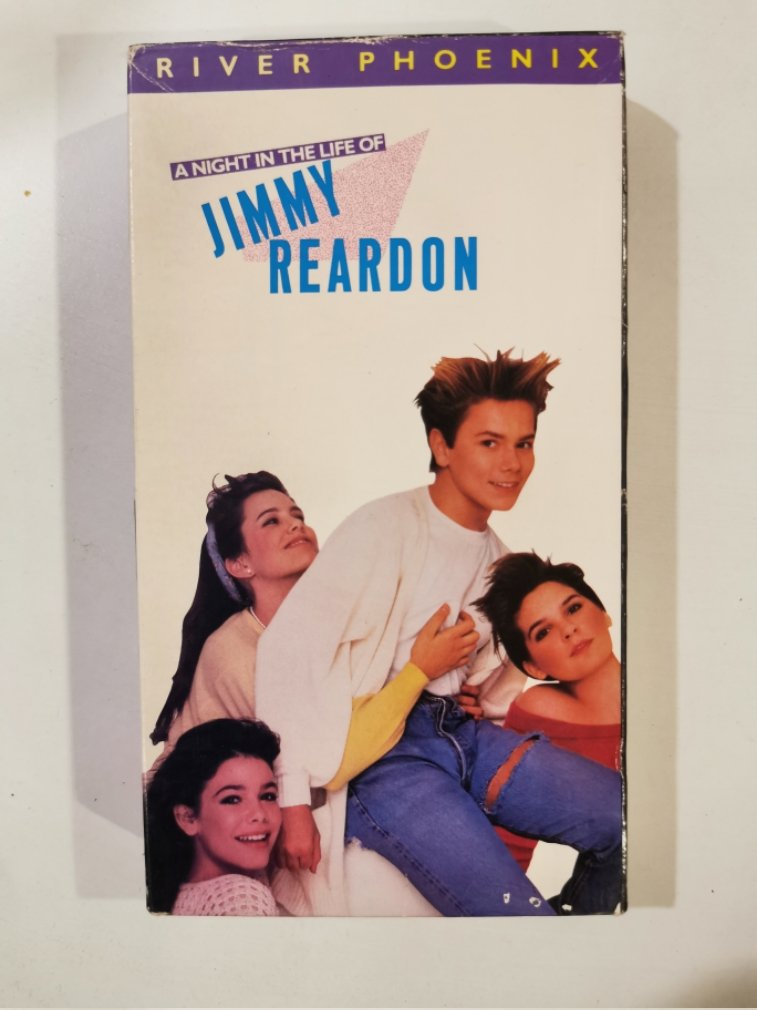 RIVER PHOENIX
A NIGHT IN THE LIFE OF
JIMMY
REARDON